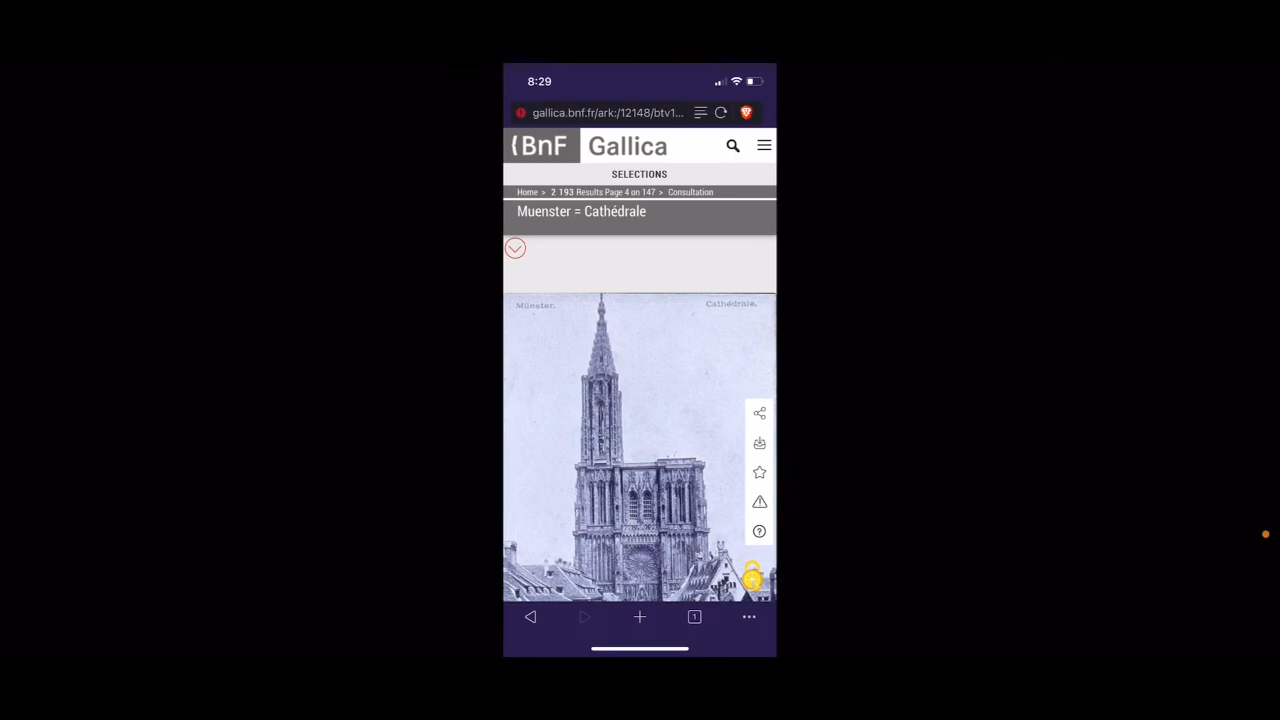 8:29
gallica.bnf.fr/ark:/12148/btv1...
{BnF Gallica
SELECTIONS
Home > 2 193 Results Page 4 on 147 > Consultation
Muenster = Cathédrale
Münster. Cathédrale.
1